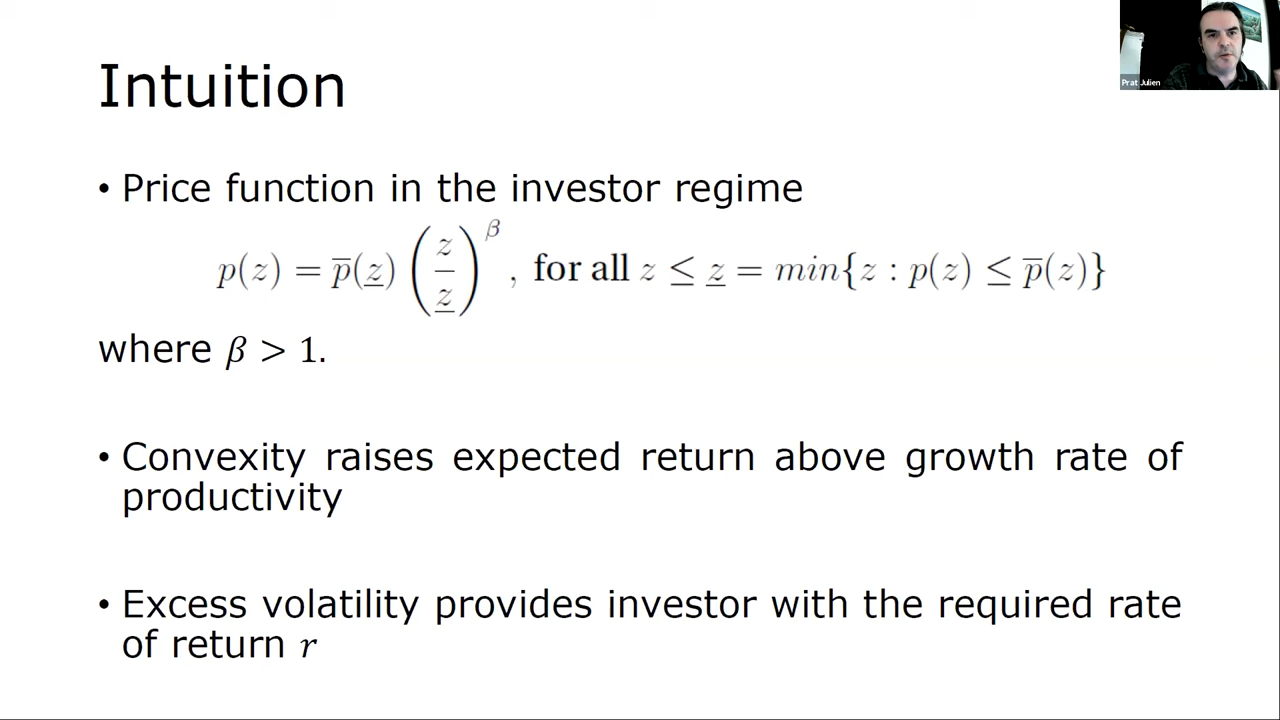 Prat Julien
Intuition
• Price function in the investor regime
p(z) = p̅(z̲) (z/z̲)^β , for all z ≤ z̲ = min{z : p(z) ≤ p̅(z)}
where β > 1.
• Convexity raises expected return above growth rate of
productivity
• Excess volatility provides investor with the required rate
of return r